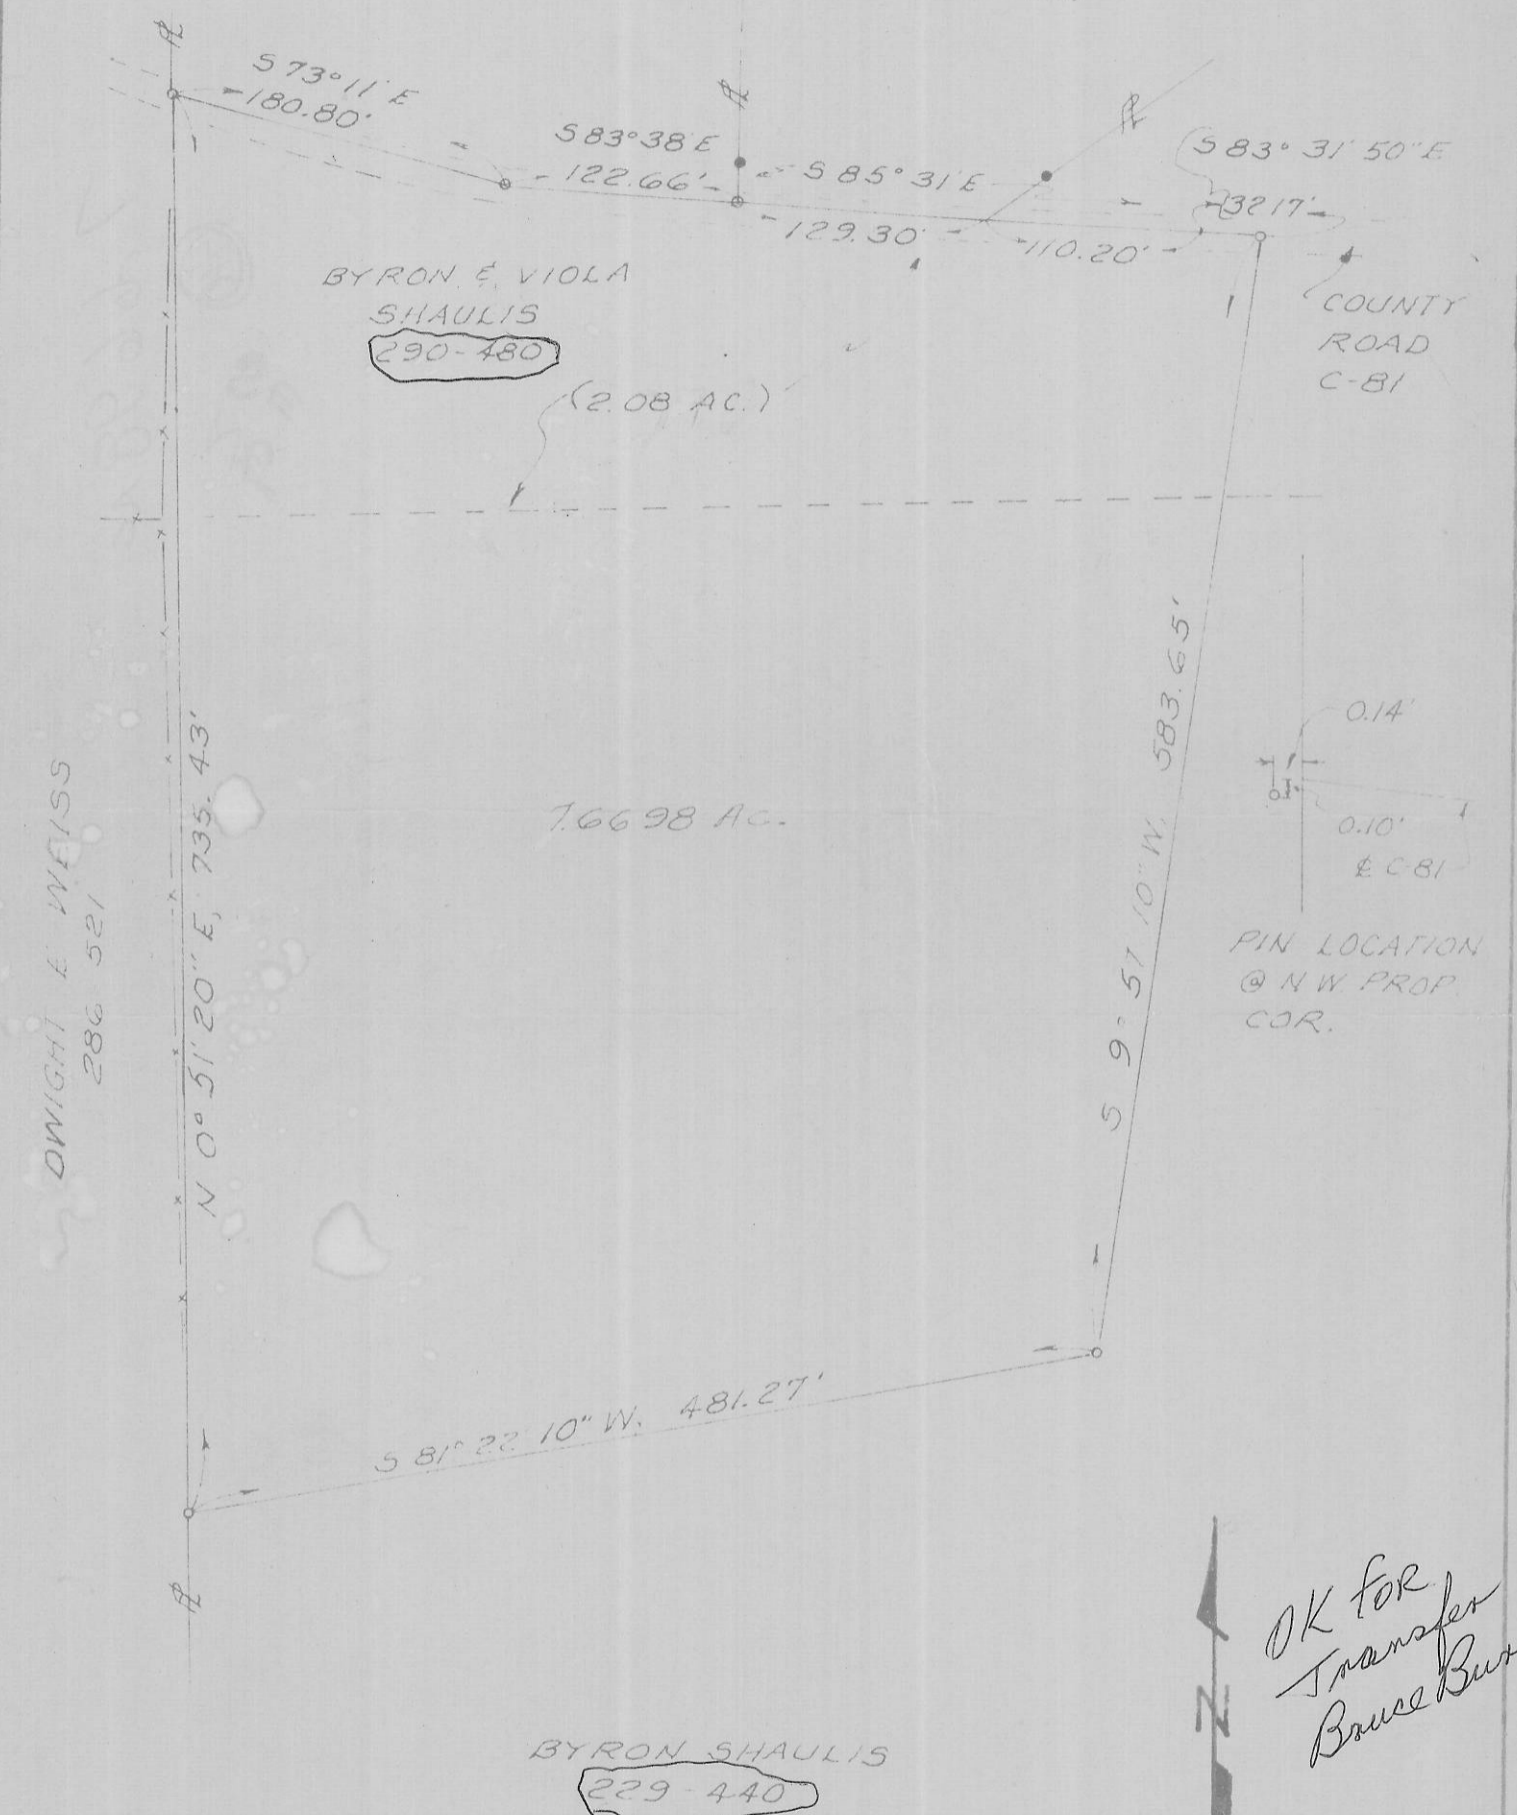 S 73° 11' E
180.80'
S 83° 38' E
122.66'
S 85° 31' E
129.30'
110.20'
S 83° 31' 50" E
32.17'
COUNTY
ROAD
C-81
BYRON & VIOLA
SHAULIS
290-480
(2.08 AC.)
DWIGHT E WEISS
286 521
N 0° 51' 20" E, 735.43'
7.6698 AC.
S 9° 57' 10" W. 583.65'
0.14'
0.10'
℄ C-81
PIN LOCATION
@ N W PROP.
COR.
S 81° 22' 10" W. 481.27'
N
OK FOR
Transfer
Bruce
BYRON SHAULIS
229-440